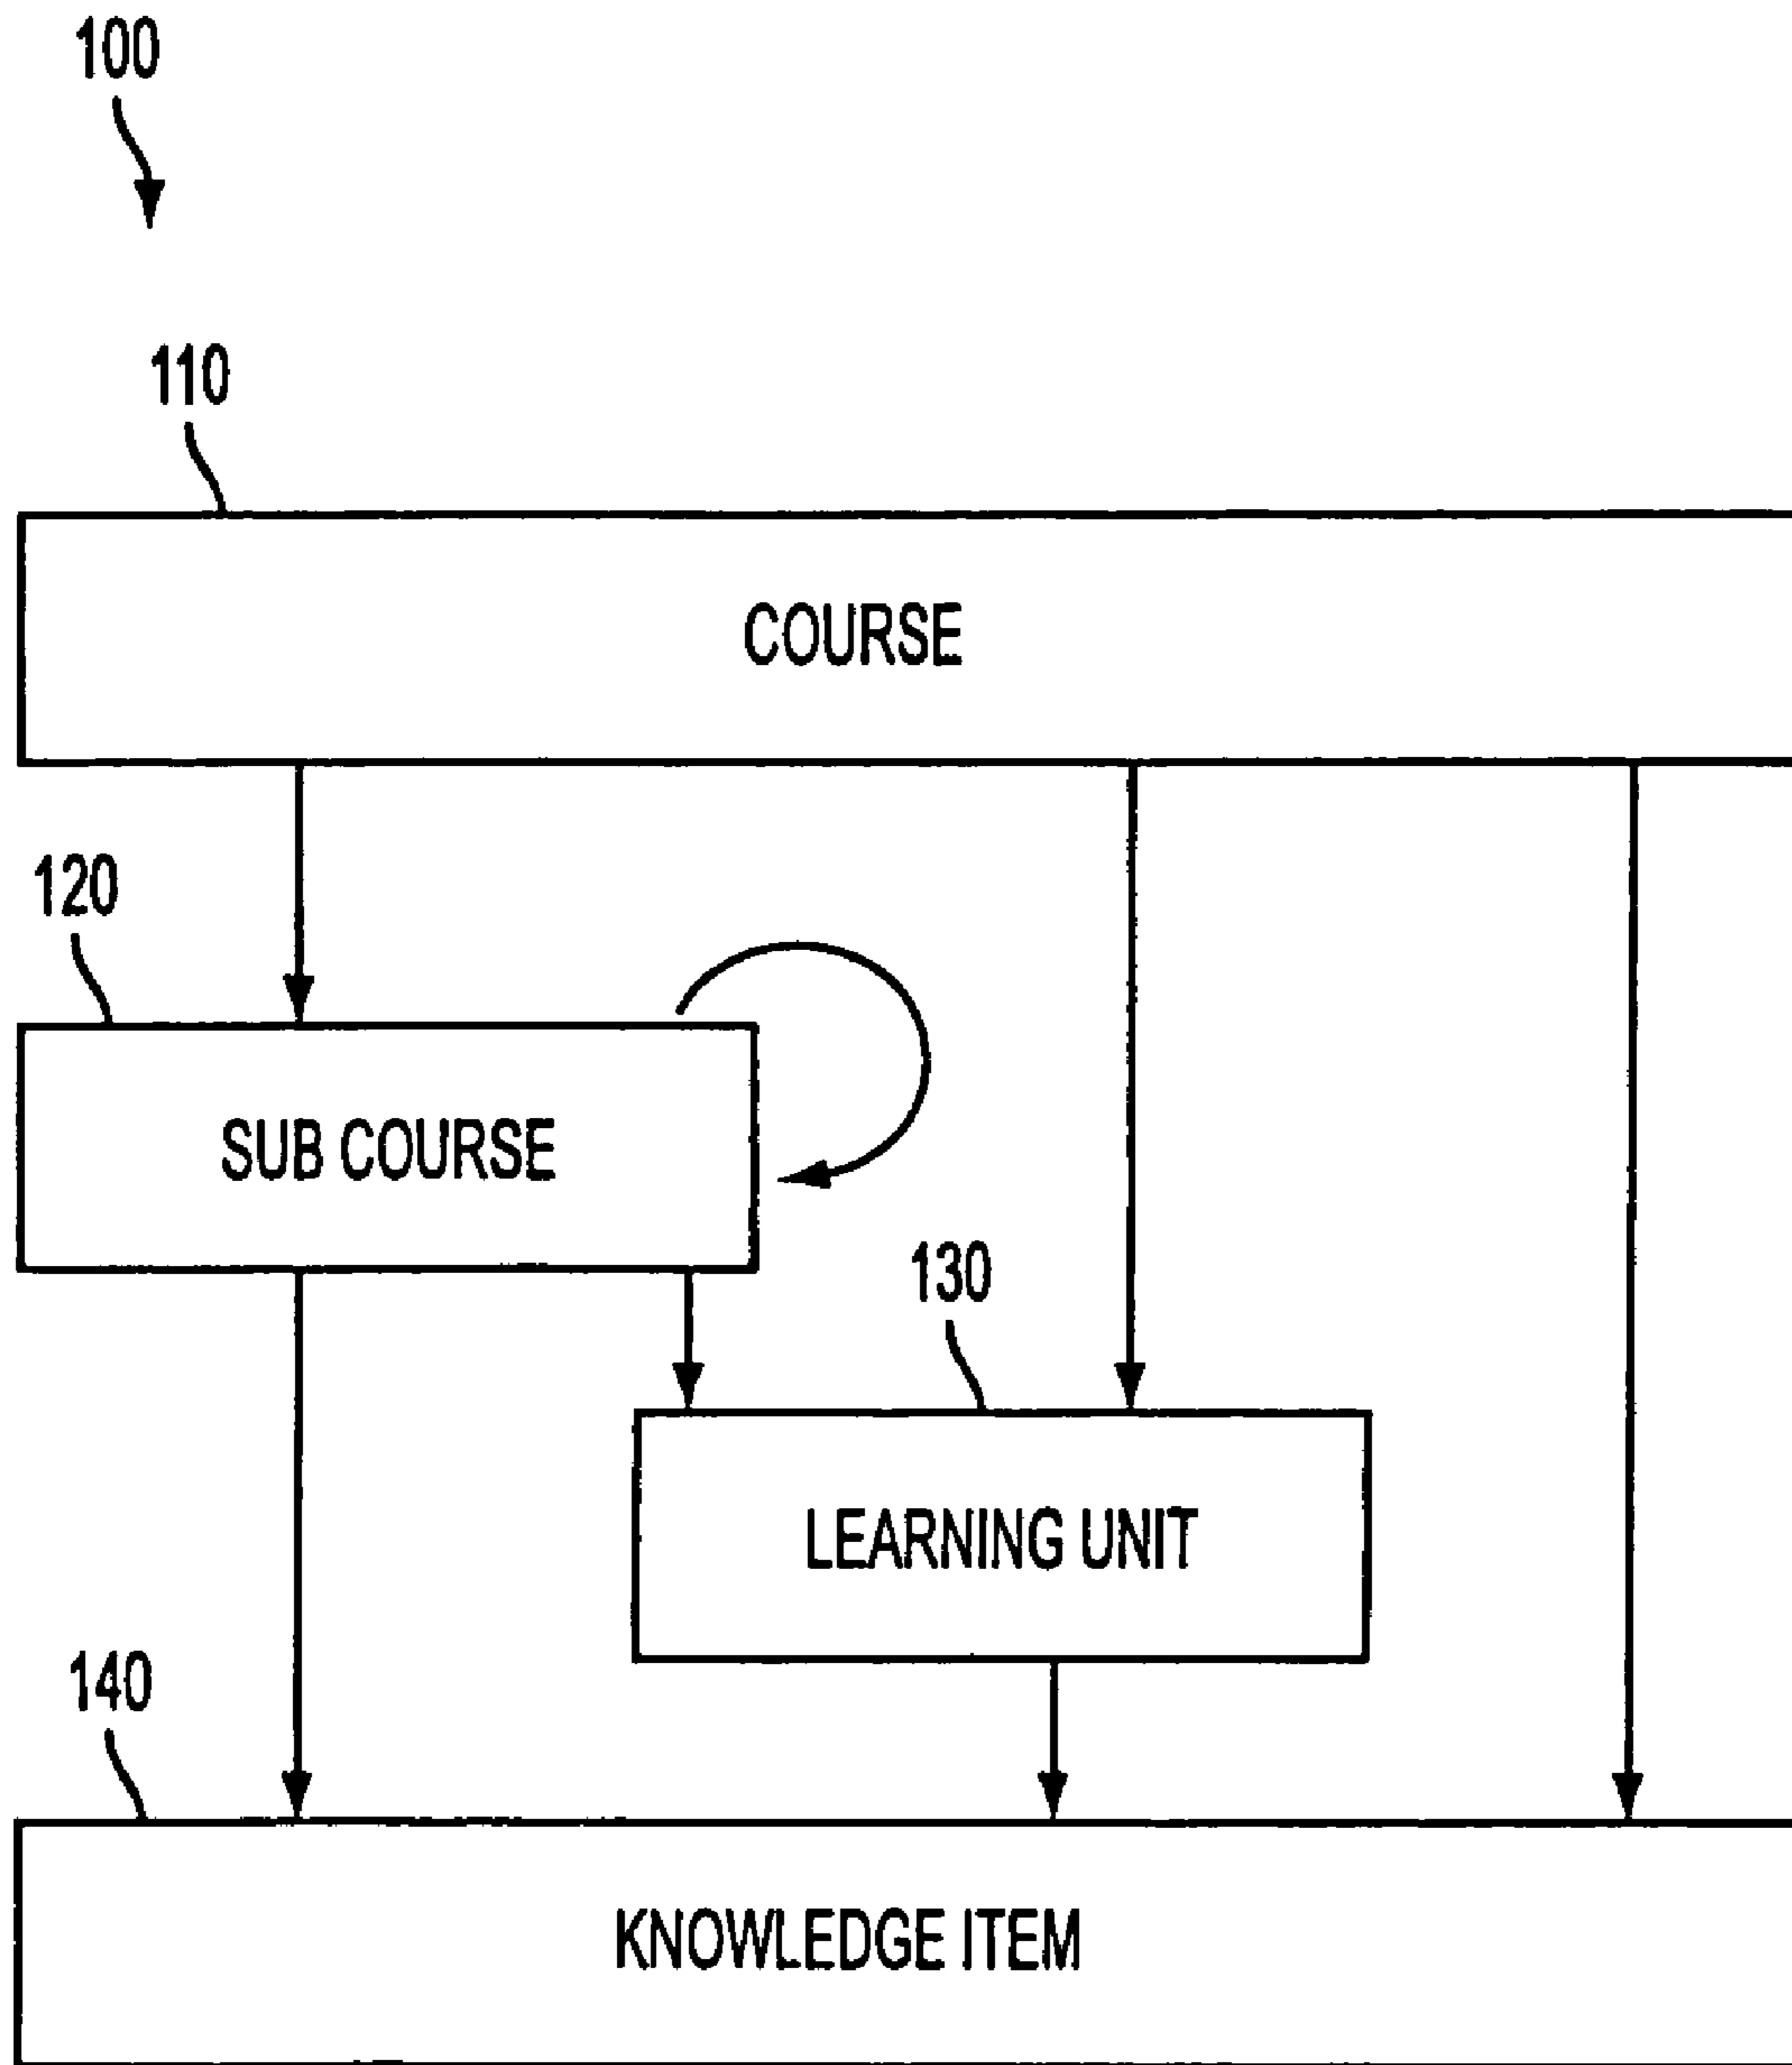 100
110
COURSE
120
SUB COURSE
130
LEARNING UNIT
140
KNOWLEDGE ITEM